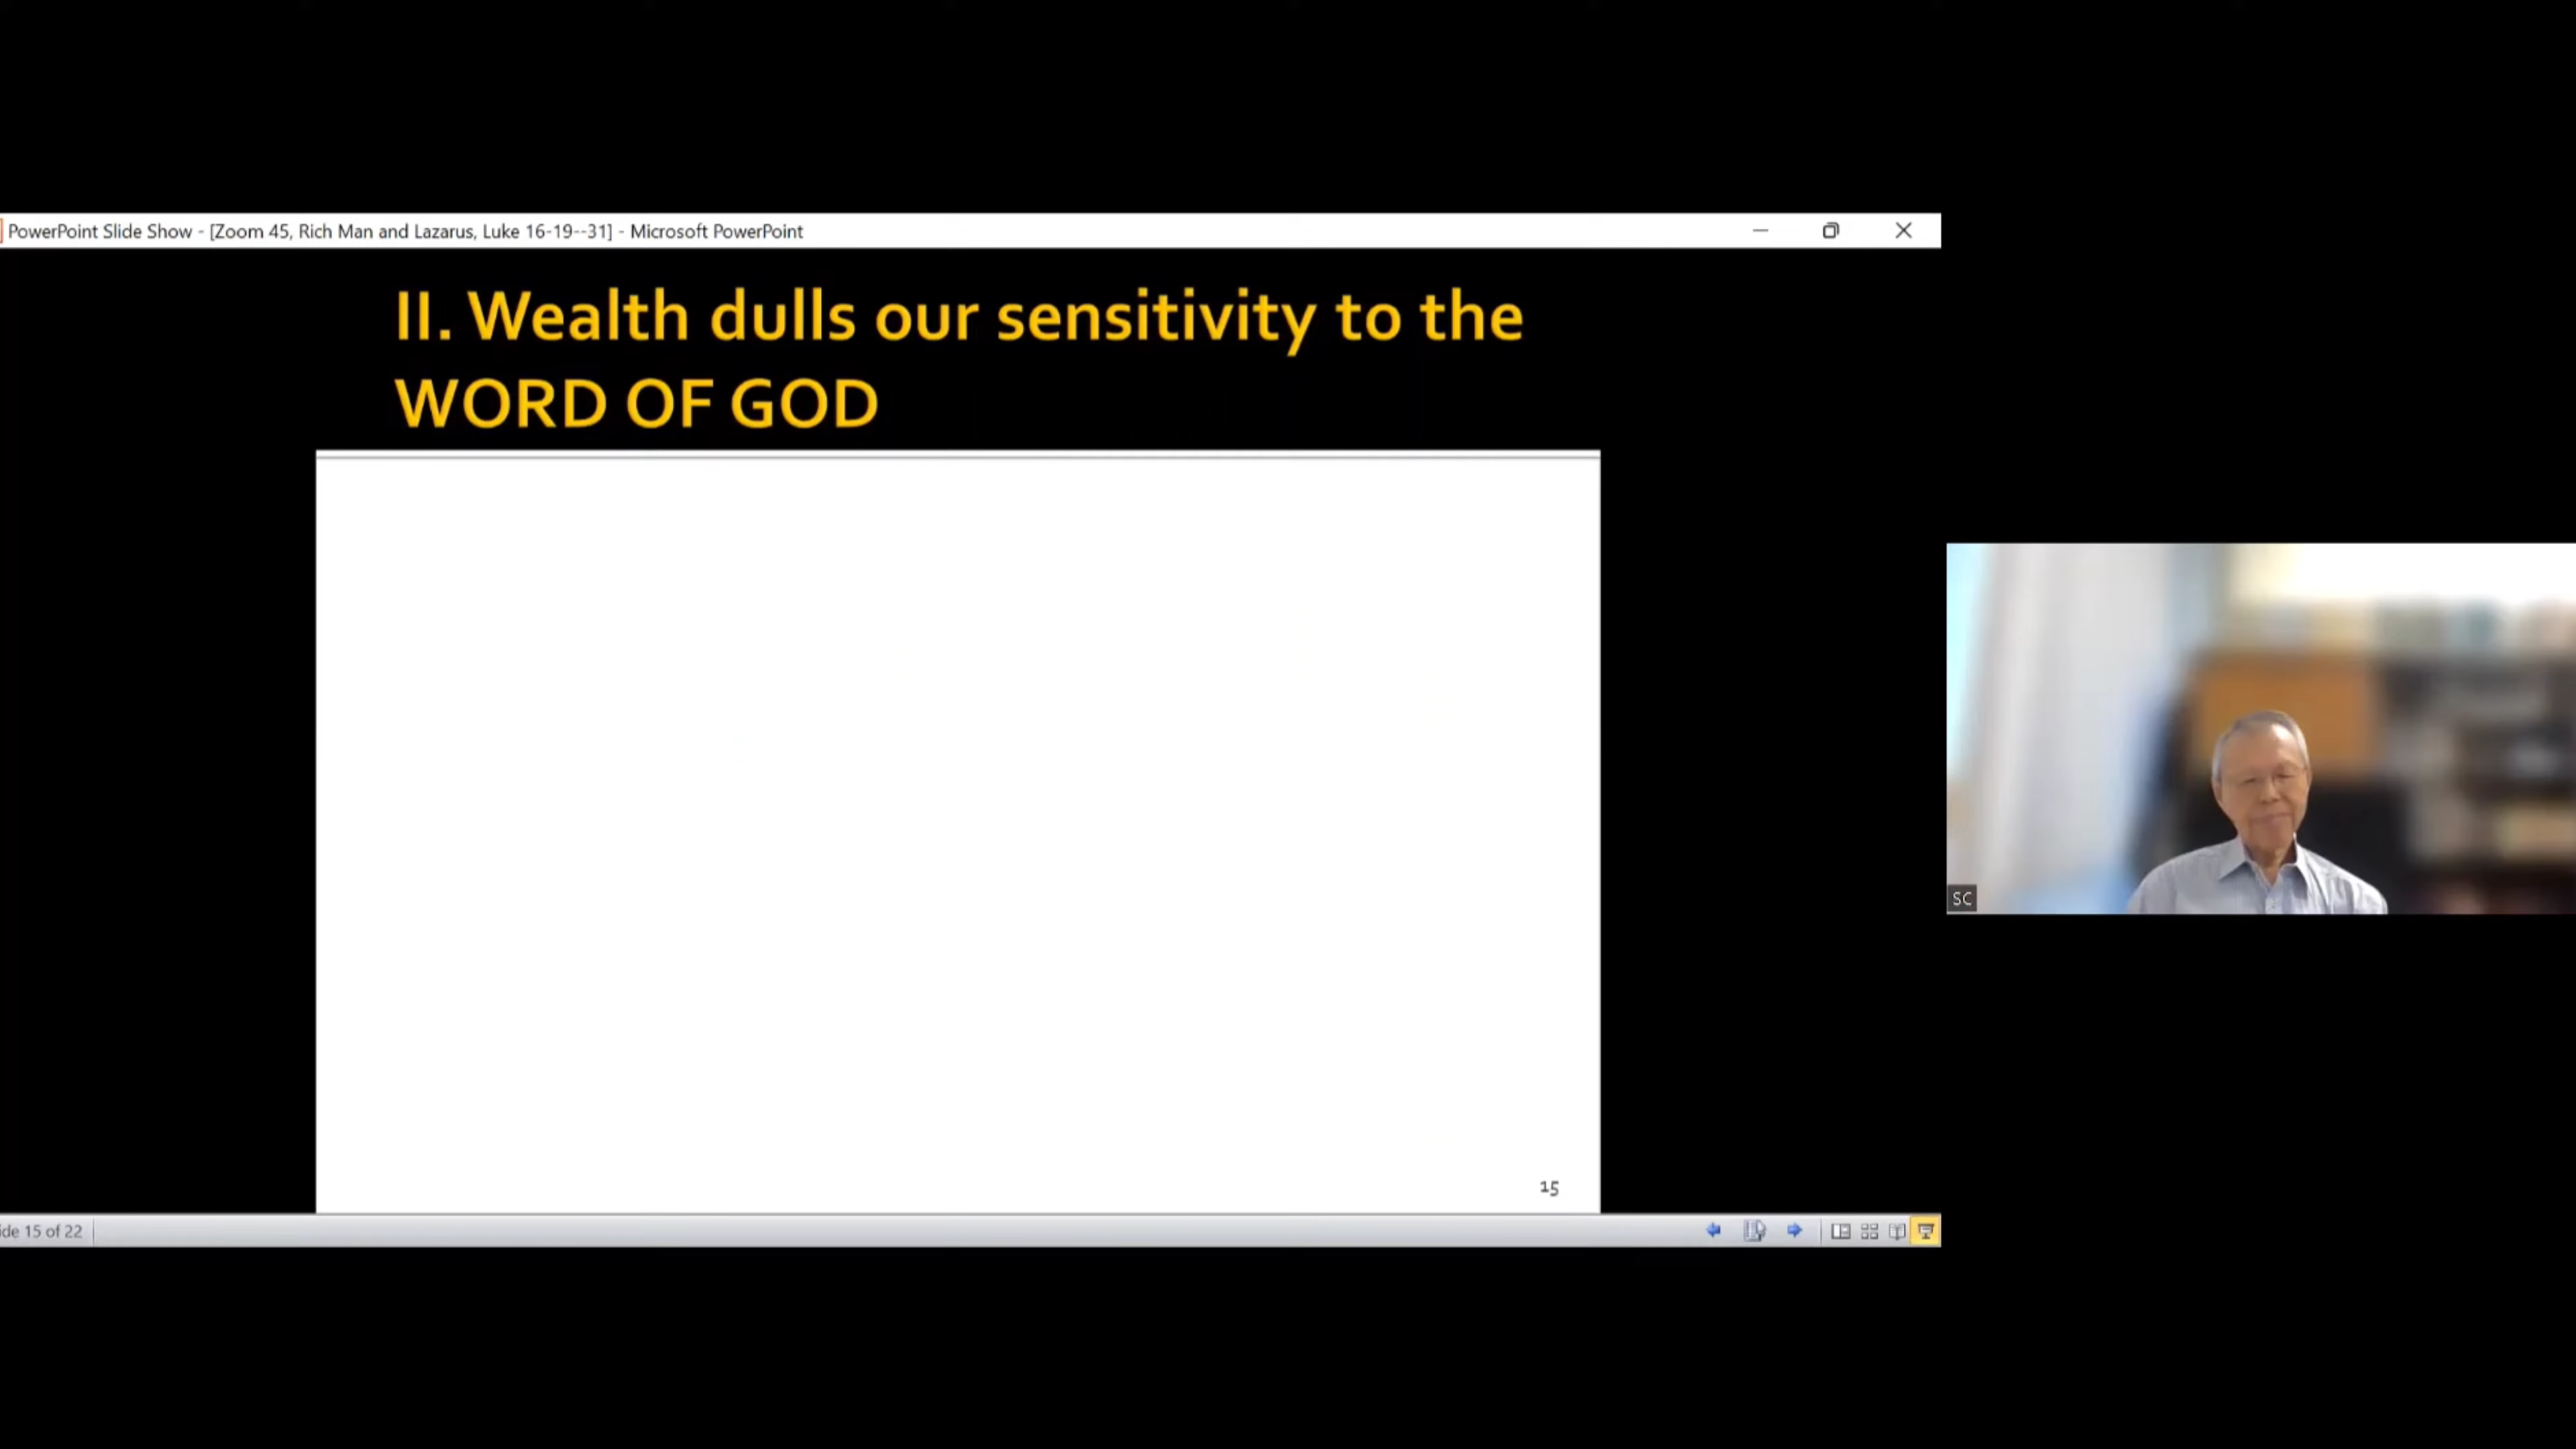 PowerPoint Slide Show - [Zoom 45, Rich Man and Lazarus, Luke 16-19--31] - Microsoft PowerPoint
II. Wealth dulls our sensitivity to the
WORD OF GOD
SC
15
ide 15 of 22